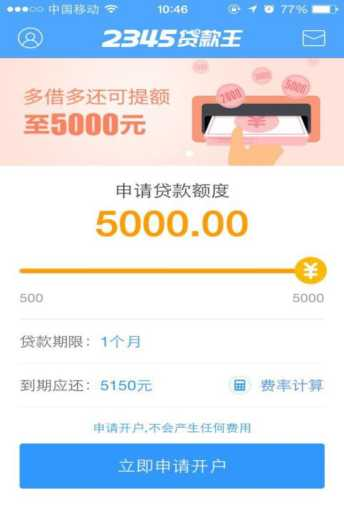 中国移动 10:46 77%
2345贷款王
多借多还可提额
至5000元
2000
5000
申请贷款额度
5000.00
¥
500 5000
贷款期限: 1个月
到期应还: 5150元 费率计算
申请开户,不会产生任何费用
立即申请开户